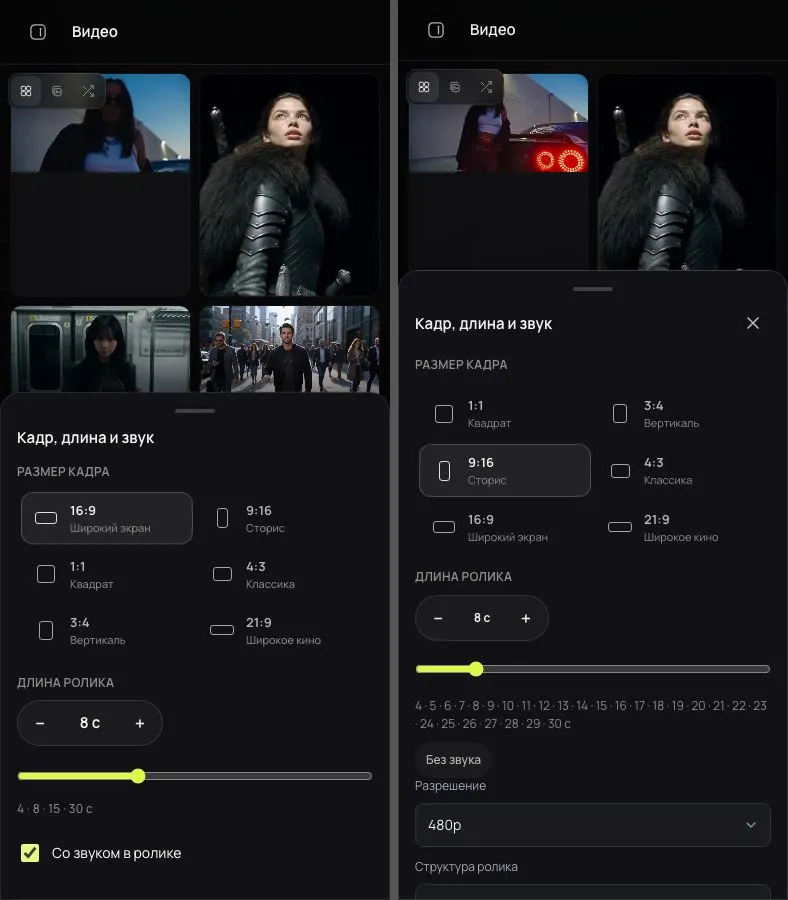 Видео
Кадр, длина и звук
РАЗМЕР КАДРА
16:9
Широкий экран
9:16
Сторис
1:1
Квадрат
4:3
Классика
3:4
Вертикаль
21:9
Широкое кино
ДЛИНА РОЛИКА
− 8 с +
4 · 8 · 15 · 30 с
Со звуком в ролике
Видео
Кадр, длина и звук
РАЗМЕР КАДРА
1:1
Квадрат
3:4
Вертикаль
9:16
Сторис
4:3
Классика
16:9
Широкий экран
21:9
Широкое кино
ДЛИНА РОЛИКА
− 8 с +
4 · 5 · 6 · 7 · 8 · 9 · 10 · 11 · 12 · 13 · 14 · 15 · 16 · 17 · 18 · 19 · 20 · 21 · 22 · 23
· 24 · 25 · 26 · 27 · 28 · 29 · 30 с
Без звука
Разрешение
480p
Структура ролика